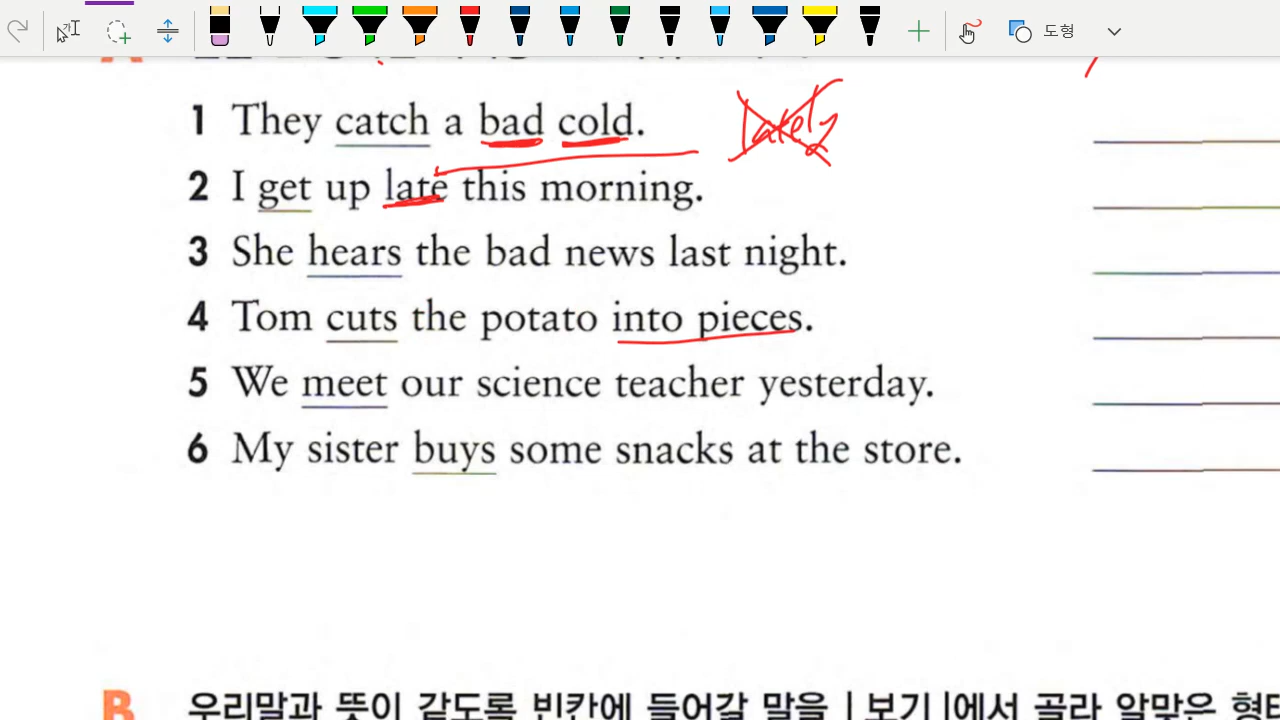 도형
1 They catch a bad cold. lately
2 I get up late this morning.
3 She hears the bad news last night.
4 Tom cuts the potato into pieces.
5 We meet our science teacher yesterday.
6 My sister buys some snacks at the store.
B 우리말과 뜻이 같도록 빈칸에 들어갈 말을 | 보기 |에서 골라 알맞은 형태